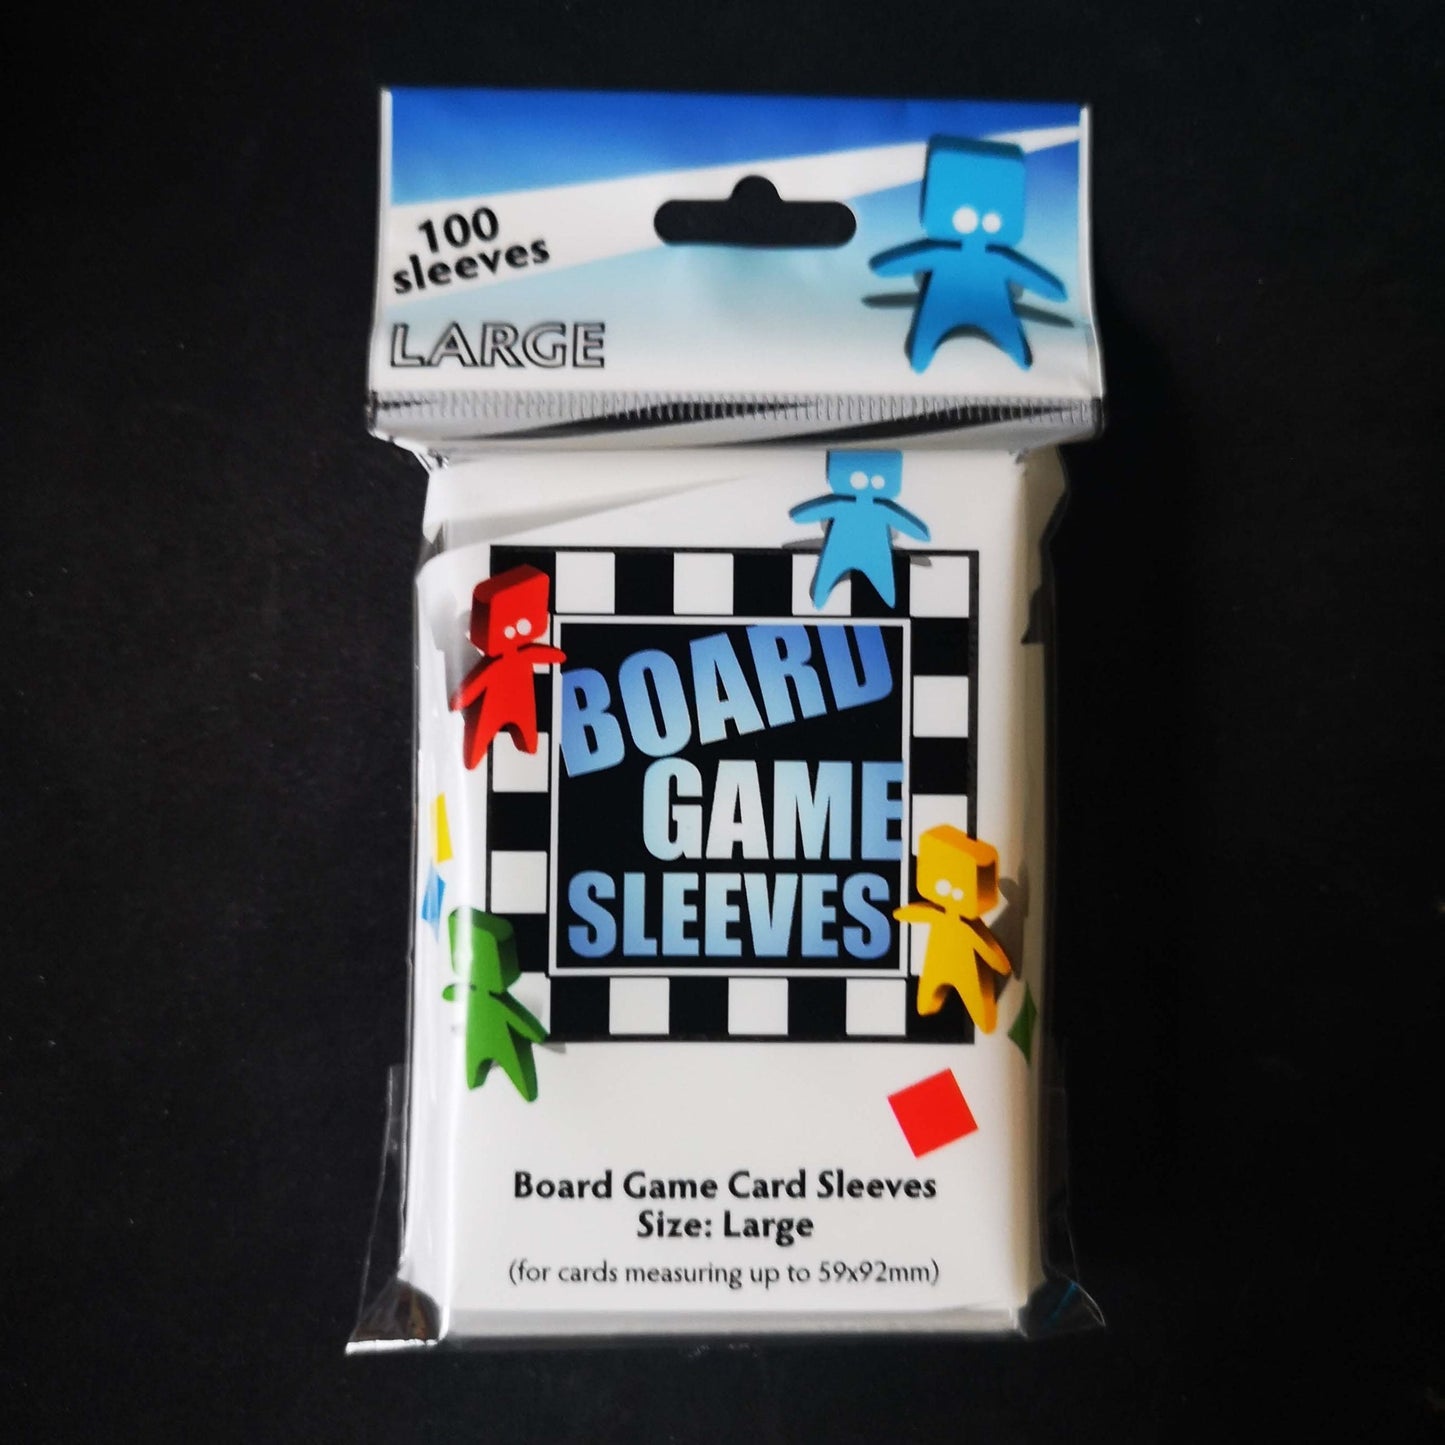 100
sleeves
LARGE
BOARD
GAME
SLEEVES
Board Game Card Sleeves
Size: Large
(for cards measuring up to 59x92mm)